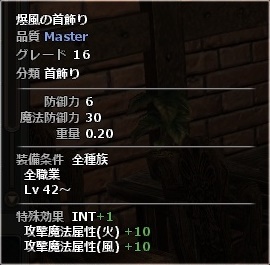 爆風の首飾り
品質 Master
グレード 16
分類 首飾り
防御力 6
魔法防御力 30
重量 0.20
装備条件 全種族
全職業
Lv 42～
特殊効果 INT+1
攻撃魔法属性(火) +10
攻撃魔法属性(風) +10